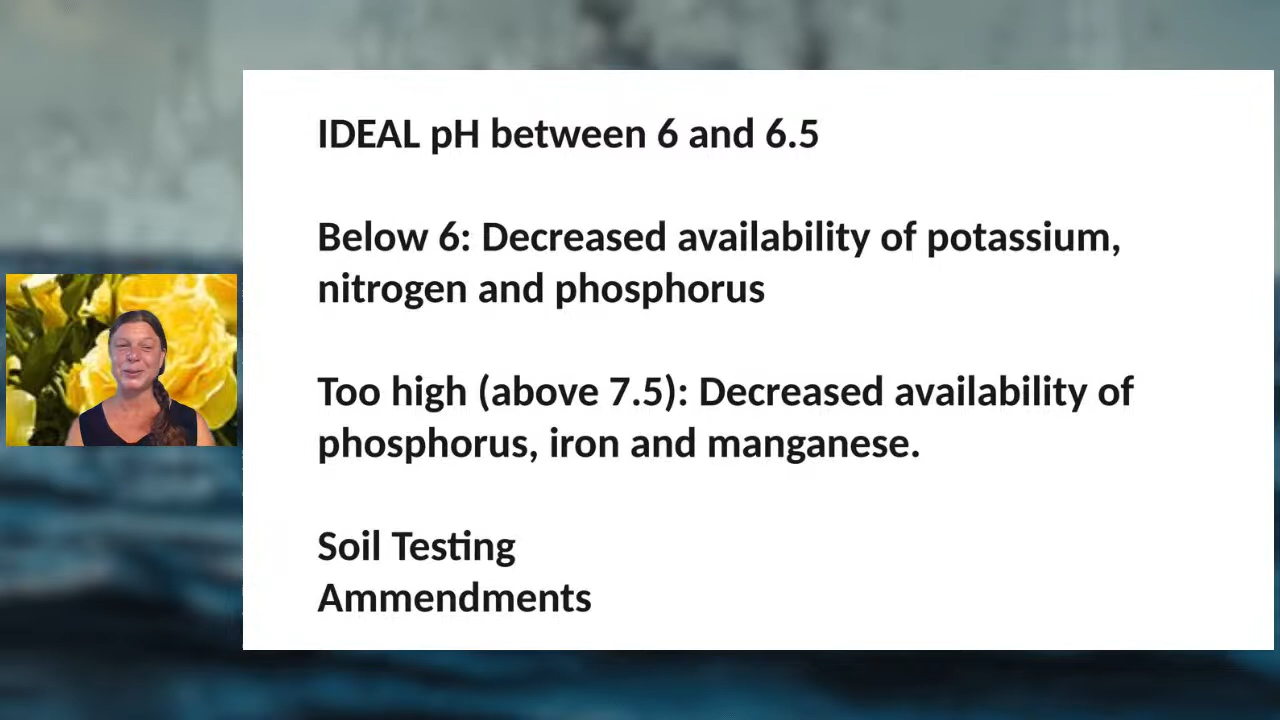 IDEAL pH between 6 and 6.5
Below 6: Decreased availability of potassium,
nitrogen and phosphorus
Too high (above 7.5): Decreased availability of
phosphorus, iron and manganese.
Soil Testing
Ammendments